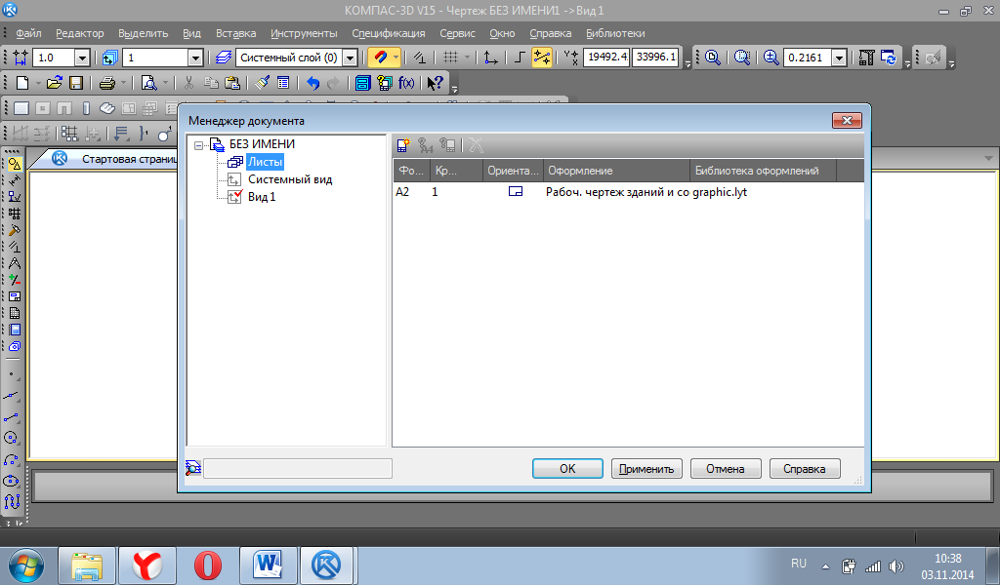 КОМПАС-3D V15 - Чертеж БЕЗ ИМЕНИ1 ->Вид 1
Файл Редактор Выделить Вид Вставка Инструменты Спецификация Сервис Окно Справка Библиотеки
1.0 1 Системный слой (0) 19492.4 33996.1 0.2161
f(x)
Менеджер документа
Стартовая страниц
БЕЗ ИМЕНИ
Листы
Системный вид
Вид 1
Фо... Кр... Ориента... Оформление Библиотека оформлений
A2 1 Рабоч. чертеж зданий и со graphic.lyt
OK Применить Отмена Справка
RU
10:38
03.11.2014